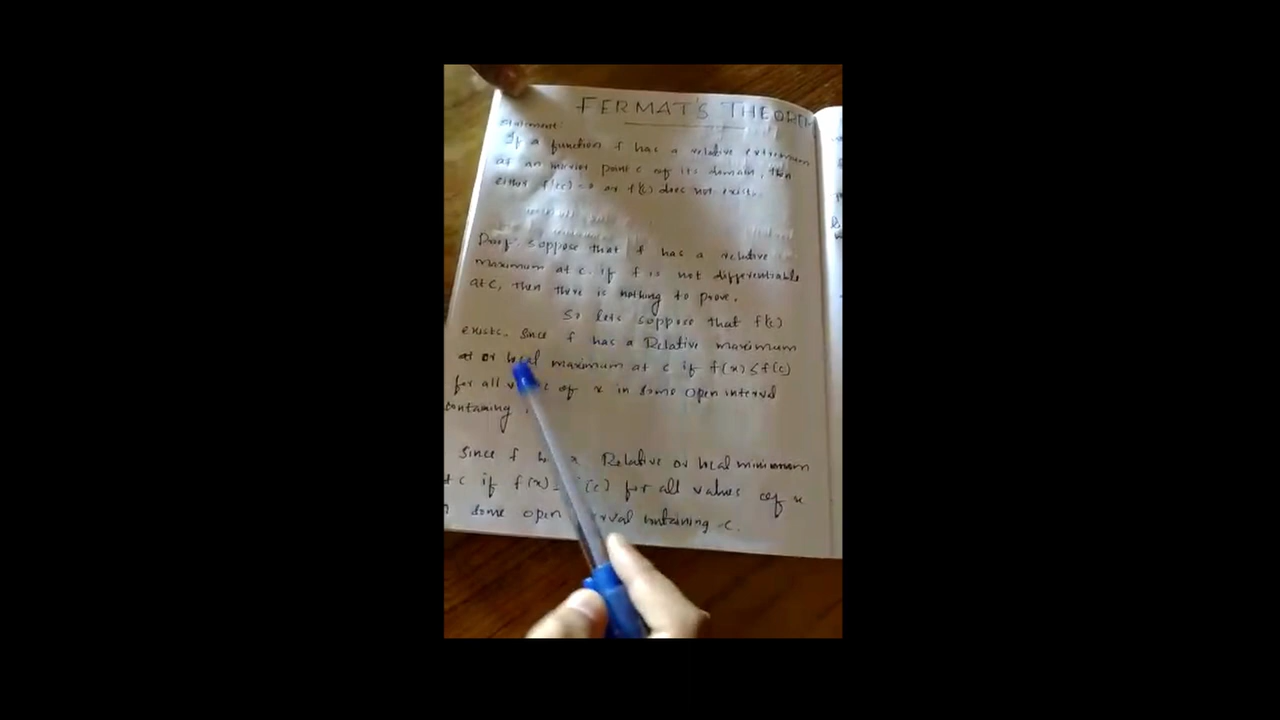 FERMAT'S THEOREM
Statement:
If a function f has a relative extremum
at an interior point c of its domain, then
either f'(c)=0 or f'(c) does not exist.
Proof: Suppose that f has a relative
maximum at c. if f is not differentiable
at c, then there is nothing to prove.
So lets suppose that f'(c)
exists. Since f has a Relative maximum
or local maximum at c if f(x) ≤ f(c)
for all of x in some open interval
containing
Since f Relative or local minimum
at c if f(x) (c) for all values of x
some open containing c.